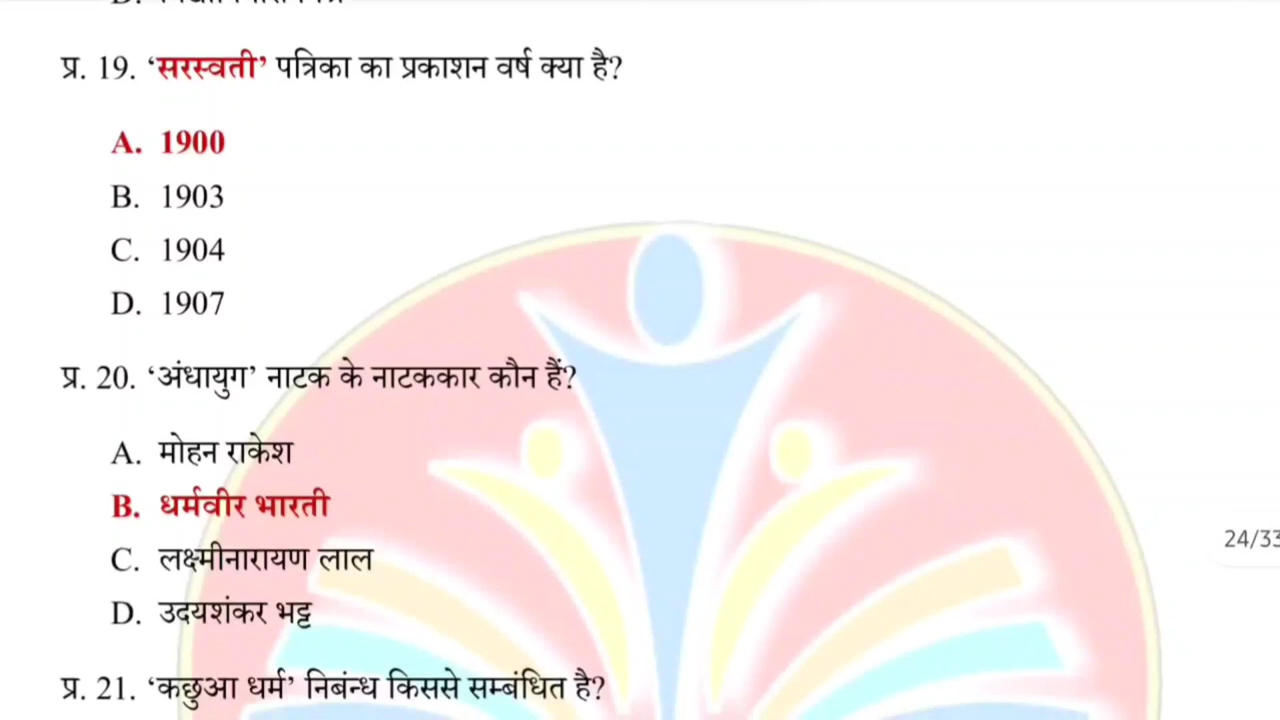 प्र. 19. ‘सरस्वती’ पत्रिका का प्रकाशन वर्ष क्या है?
A. 1900
B. 1903
C. 1904
D. 1907
प्र. 20. ‘अंधायुग’ नाटक के नाटककार कौन हैं?
A. मोहन राकेश
B. धर्मवीर भारती
C. लक्ष्मीनारायण लाल
24/33
D. उदयशंकर भट्ट
प्र. 21. ‘कछुआ धर्म’ निबंन्ध किससे सम्बंधित है?